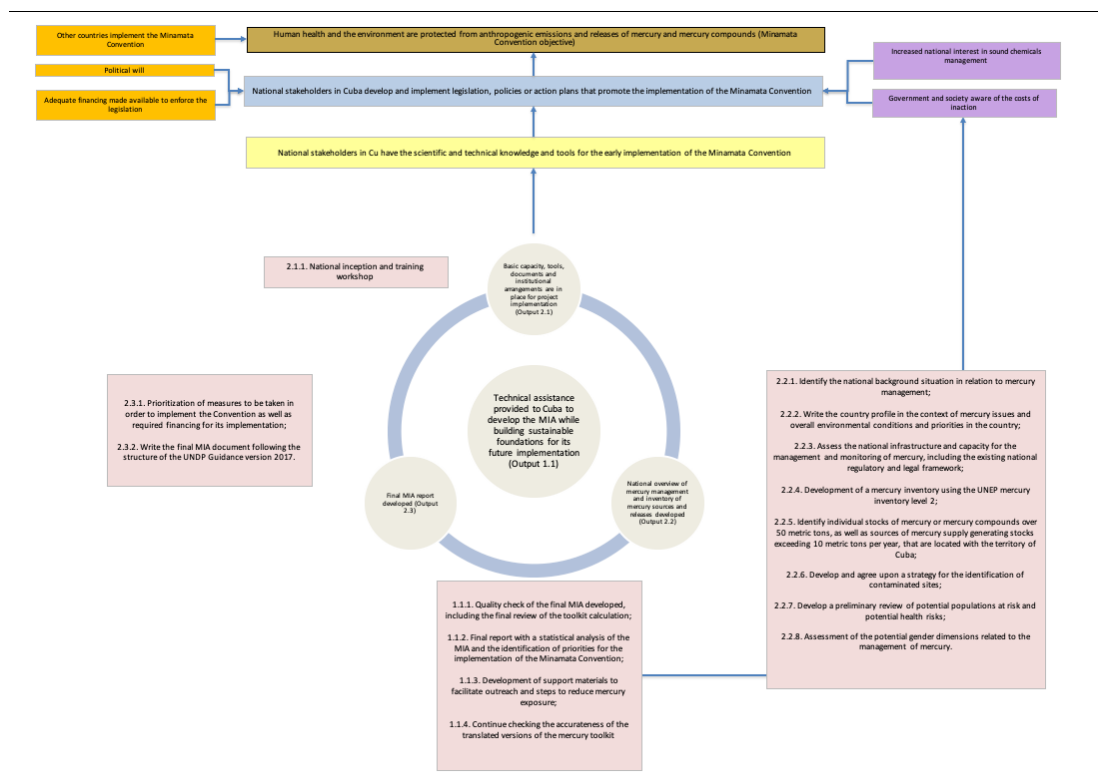 Other countries implement the Minamata
Convention
Human health and the environment are protected from anthropogenic emissions and releases of mercury and mercury compounds (Minamata
Convention objective)
Increased national interest in sound chemicals
management
Political will
National stakeholders in Cuba develop and implement legislation, policies or action plans that promote the implementation of the Minamata Convention
Adequate financing made available to enforce the
legislation
Government and society aware of the costs of
inaction
National stakeholders in Cu have the scientific and technical knowledge and tools for the early implementation of the Minamata Convention
2.1.1. National inception and training
workshop
Basic capacity, tools,
documents and
institutional
arrangements are in
place for project
implementation
(Output 2.1)
2.3.1. Prioritization of measures to be taken in
order to implement the Convention as well as
required financing for its implementation;
2.3.2. Write the final MIA document following the
structure of the UNDP Guidance version 2017.
Technical assistance
provided to Cuba to
develop the MIA while
building sustainable
foundations for its
future implementation
(Output 1.1)
Final MIA report
developed (Output
2.3)
National overview of
mercury management
and inventory of
mercury sources and
releases developed
(Output 2.2)
2.2.1. Identify the national background situation in relation to mercury
management;
2.2.2. Write the country profile in the context of mercury issues and
overall environmental conditions and priorities in the country;
2.2.3. Assess the national infrastructure and capacity for the
management and monitoring of mercury, including the existing national
regulatory and legal framework;
2.2.4. Development of a mercury inventory using the UNEP mercury
inventory level 2;
2.2.5. Identify individual stocks of mercury or mercury compounds over
50 metric tons, as well as sources of mercury supply generating stocks
exceeding 10 metric tons per year, that are located with the territory of
Cuba;
2.2.6. Develop and agree upon a strategy for the identification of
contaminated sites;
2.2.7. Develop a preliminary review of potential populations at risk and
potential health risks;
2.2.8. Assessment of the potential gender dimensions related to the
management of mercury.
1.1.1. Quality check of the final MIA developed,
including the final review of the toolkit calculation;
1.1.2. Final report with a statistical analysis of the
MIA and the identification of priorities for the
implementation of the Minamata Convention;
1.1.3. Development of support materials to
facilitate outreach and steps to reduce mercury
exposure;
1.1.4. Continue checking the accurateness of the
translated versions of the mercury toolkit